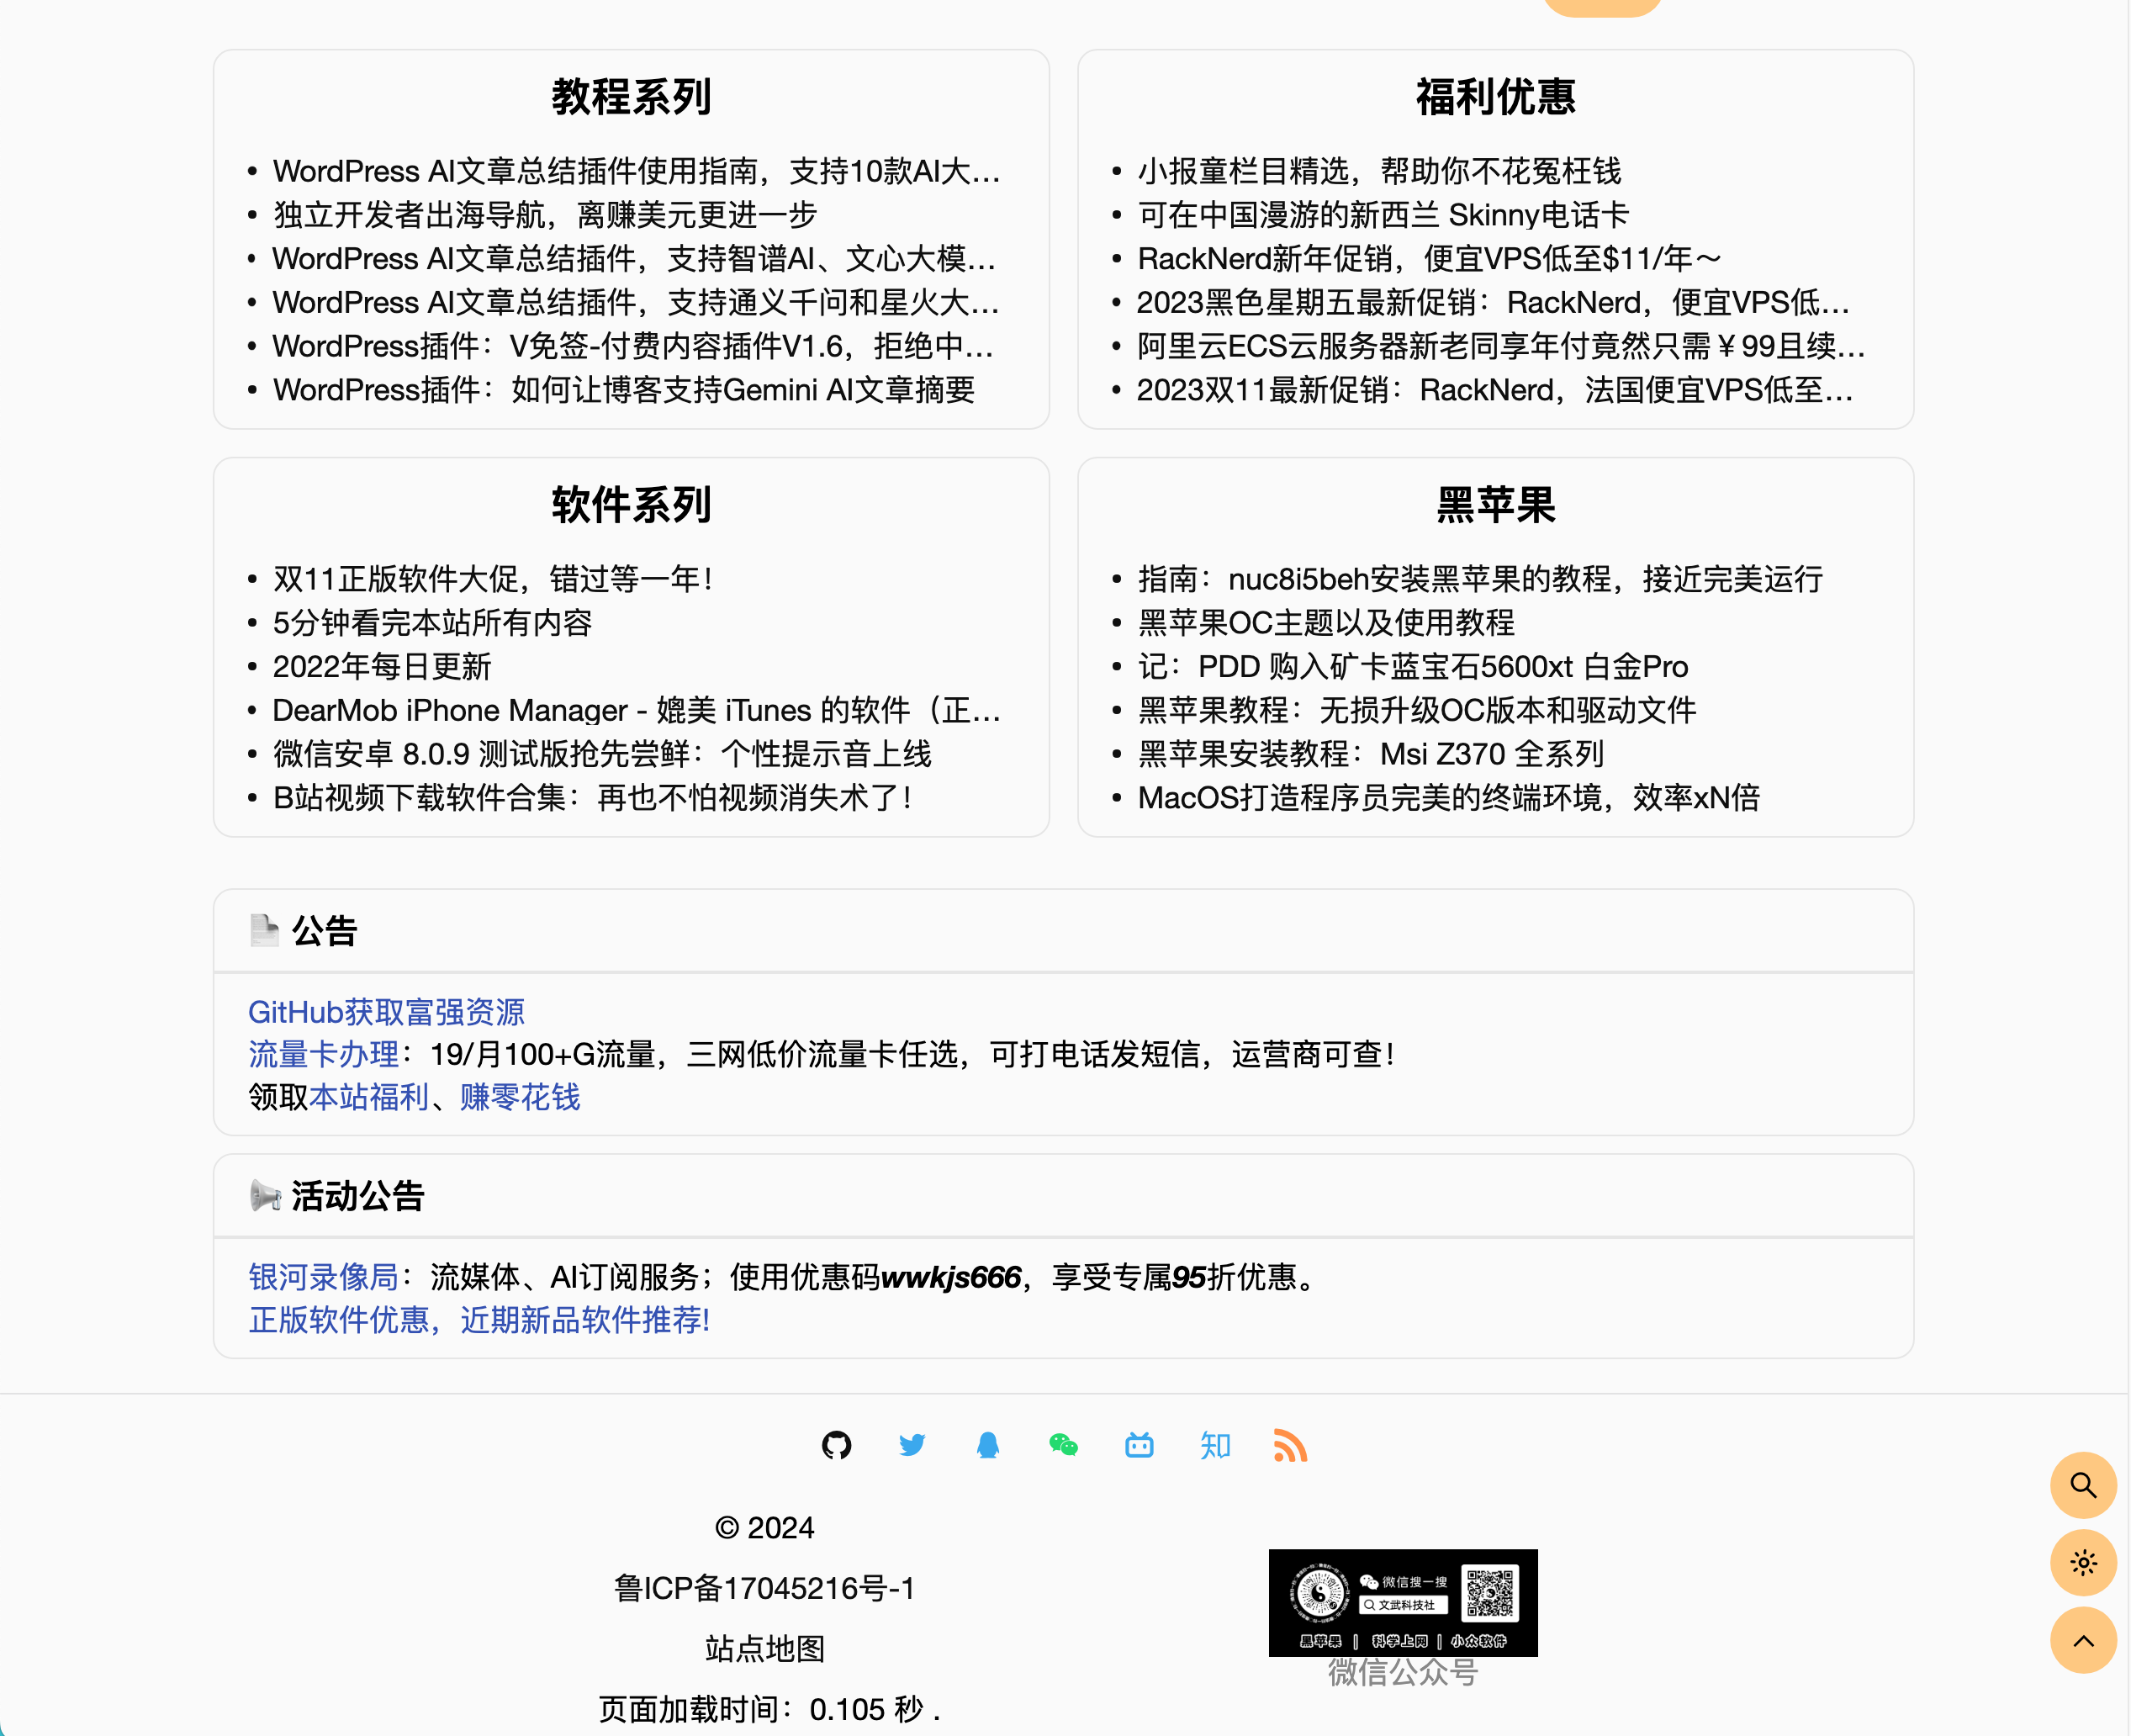 教程系列
WordPress AI文章总结插件使用指南，支持10款AI大...
独立开发者出海导航，离赚美元更进一步
WordPress AI文章总结插件，支持智谱AI、文心大模...
WordPress AI文章总结插件，支持通义千问和星火大...
WordPress插件：V免签-付费内容插件V1.6，拒绝中...
WordPress插件：如何让博客支持Gemini AI文章摘要
福利优惠
小报童栏目精选，帮助你不花冤枉钱
可在中国漫游的新西兰 Skinny电话卡
RackNerd新年促销，便宜VPS低至$11/年～
2023黑色星期五最新促销：RackNerd，便宜VPS低...
阿里云ECS云服务器新老同享年付竟然只需￥99且续...
2023双11最新促销：RackNerd，法国便宜VPS低至...
软件系列
双11正版软件大促，错过等一年！
5分钟看完本站所有内容
2022年每日更新
DearMob iPhone Manager - 媲美 iTunes 的软件（正...
微信安卓 8.0.9 测试版抢先尝鲜：个性提示音上线
B站视频下载软件合集：再也不怕视频消失术了！
黑苹果
指南：nuc8i5beh安装黑苹果的教程，接近完美运行
黑苹果OC主题以及使用教程
记：PDD 购入矿卡蓝宝石5600xt 白金Pro
黑苹果教程：无损升级OC版本和驱动文件
黑苹果安装教程：Msi Z370 全系列
MacOS打造程序员完美的终端环境，效率xN倍
公告
GitHub获取富强资源
流量卡办理：19/月100+G流量，三网低价流量卡任选，可打电话发短信，运营商可查！
领取本站福利、赚零花钱
活动公告
银河录像局：流媒体、AI订阅服务；使用优惠码wwkjs666，享受专属95折优惠。
正版软件优惠，近期新品软件推荐!
知
© 2024
鲁ICP备17045216号-1
站点地图
页面加载时间：0.105 秒 .
微信搜一搜
文武科技社
黑苹果 | 科学上网 | 小众软件
微信公众号